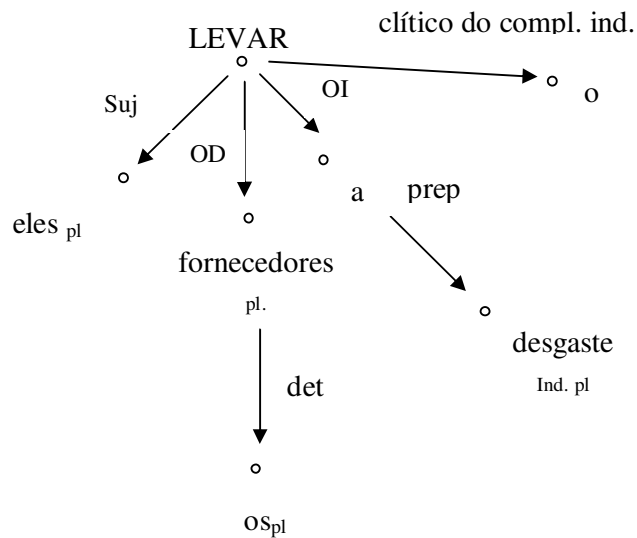 clítico do compl. ind.
LEVAR
Suj
OD
OI
o
a prep
eles pl
fornecedores
pl.
desgaste
Ind. pl
det
os pl